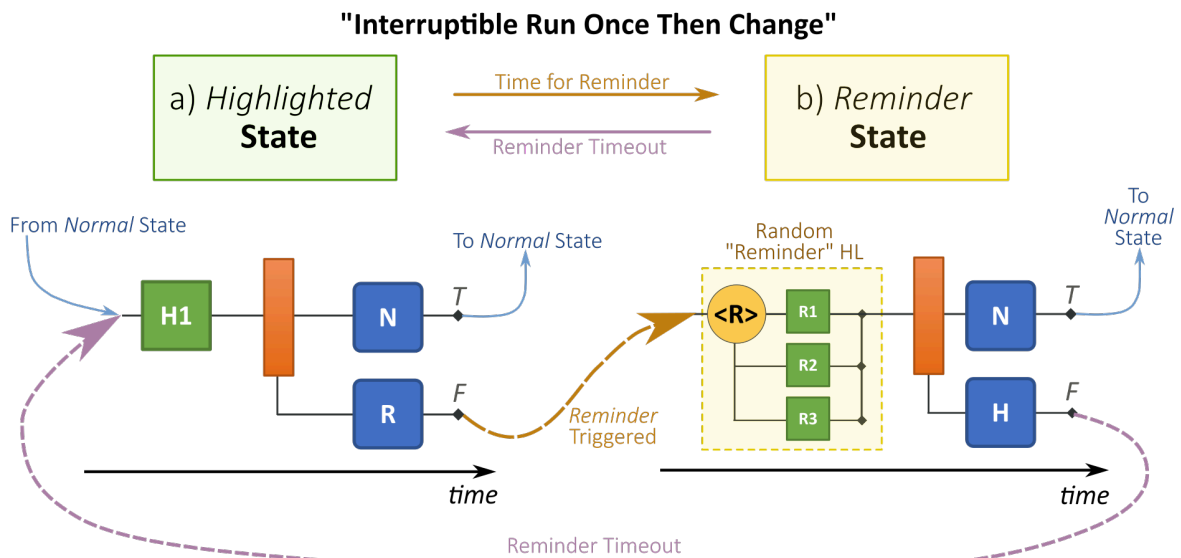 "Interruptible Run Once Then Change"
a) Highlighted
State
Time for Reminder
Reminder Timeout
b) Reminder
State
From Normal State
To Normal State
Random
"Reminder" HL
To
Normal
State
H1
N
T
R
F
Reminder
Triggered
<R>
R1
R2
R3
N
T
H
F
time
time
Reminder Timeout